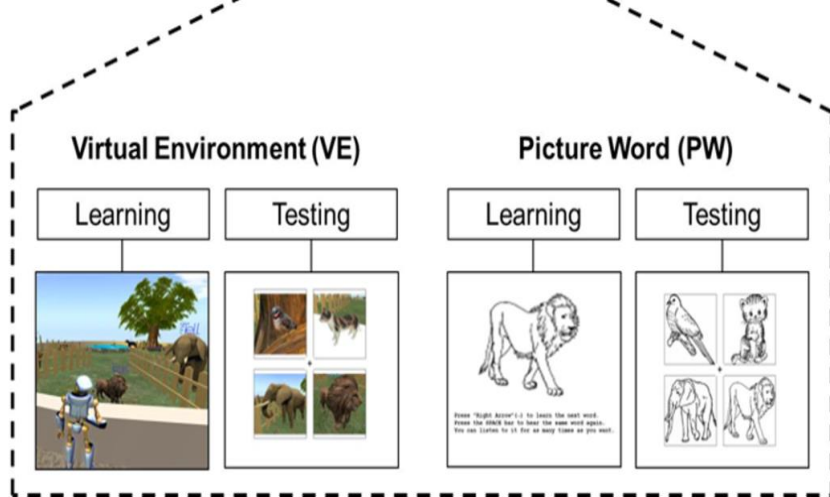 Virtual Environment (VE)
Picture Word (PW)
Learning
Testing
Learning
Testing
Press "Right Arrow"(→) to learn the next word.
Press the SPACE bar to hear the same word again.
You can listen to it for as many times as you want.